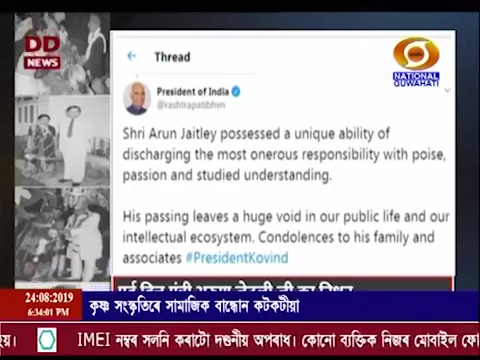 DD
NEWS
Thread
NATIONAL
GUWAHATI
President of India
@rashtrapatibhvn
Shri Arun Jaitley possessed a unique ability of
discharging the most onerous responsibility with poise,
passion and studied understanding.
His passing leaves a huge void in our public life and our
intellectual ecosystem. Condolences to his family and
associates #PresidentKovind
24:08:2019
6:34:01 PM
কৃষ্ণ সংস্কৃতিৰে সামাজিক বান্ধোন কটকটীয়া
হয়। IMEI নম্বৰ সলনি কৰাটো দণ্ডনীয় অপৰাধ। কোনো ব্যক্তিক নিজৰ মোবাইল ফো